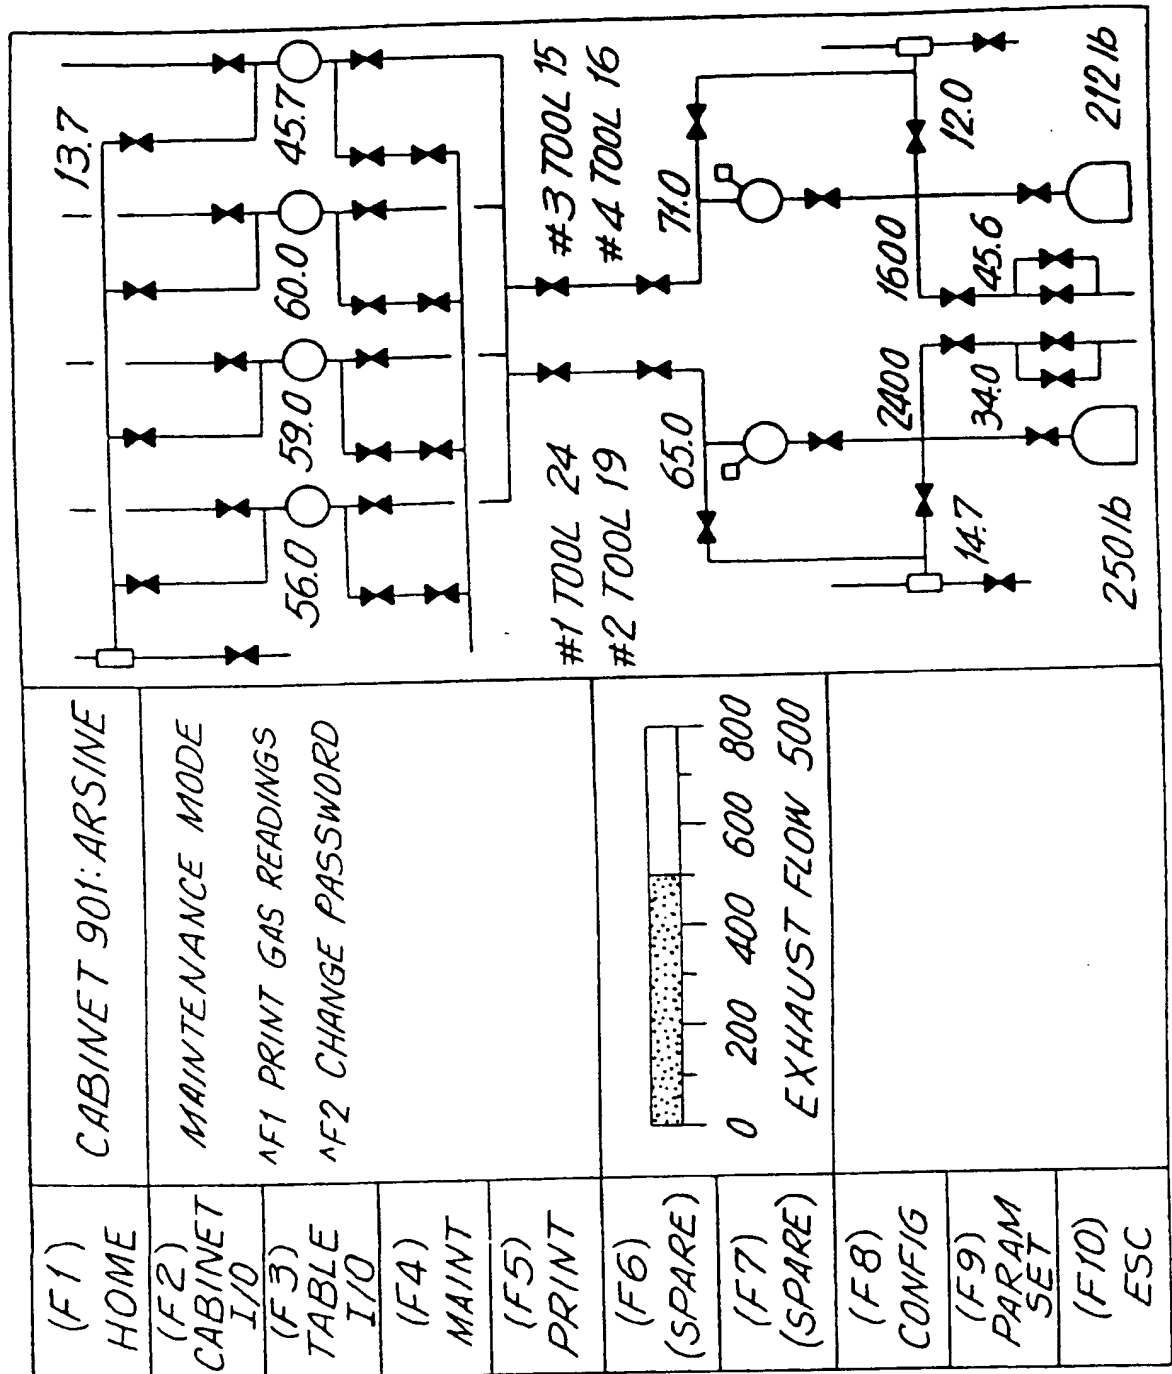 (F1)
HOME
(F2)
CABINET
I/O
(F3)
TABLE
I/O
(F4)
MAINT
(F5)
PRINT
(F6)
(SPARE)
(F7)
(SPARE)
(F8)
CONFIG
(F9)
PARAM
SET
(F10)
ESC
CABINET 901: ARSINE
MAINTENANCE MODE
^F1 PRINT GAS READINGS
^F2 CHANGE PASSWORD
0 200 400 600 800
EXHAUST FLOW 500
13.7
56.0
59.0
60.0
45.7
#1 TOOL 24
#2 TOOL 19
#3 TOOL 15
#4 TOOL 16
65.0
71.0
2400
1600
14.7
34.0
45.6
12.0
250 lb
212 lb